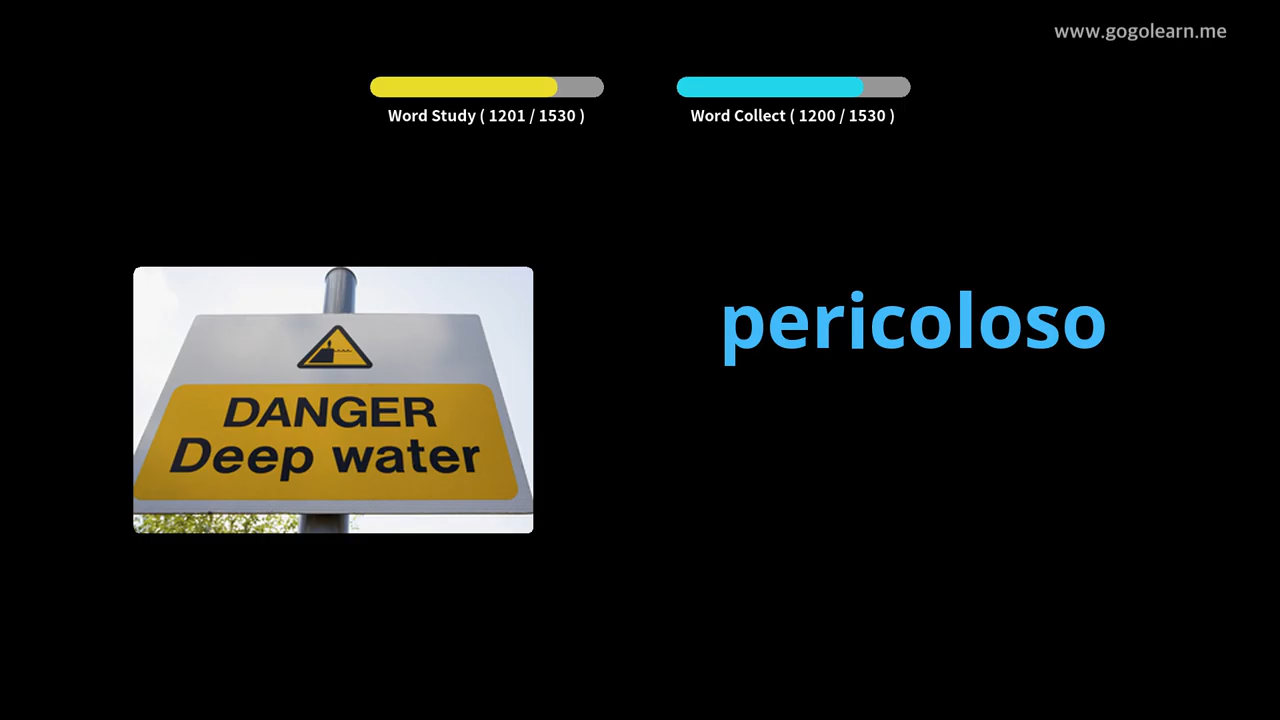 www.gogolearn.me
Word Study ( 1201 / 1530 )
Word Collect ( 1200 / 1530 )
DANGER
Deep water
pericoloso